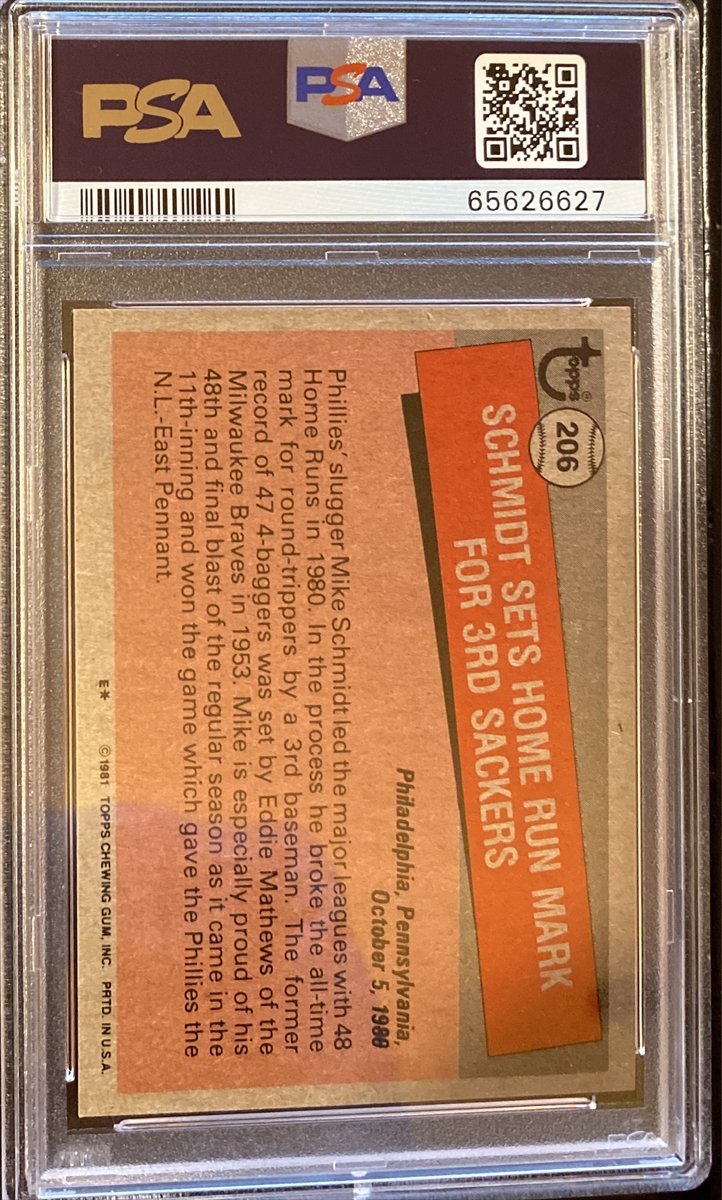 PSA
PSA
65626627
topps®
206
SCHMIDT SETS HOME RUN MARK
FOR 3RD SACKERS
Philadelphia, Pennsylvania,
October 5, 1980
Phillies' slugger Mike Schmidt led the major leagues with 48
Home Runs in 1980. In the process he broke the all-time
mark for round-trippers by a 3rd baseman. The former
record of 47 4-baggers was set by Eddie Mathews of the
Milwaukee Braves in 1953. Mike is especially proud of his
48th and final blast of the regular season as it came in the
11th-inning and won the game which gave the Phillies the
N.L.-East Pennant.
E* ©1981 TOPPS CHEWING GUM, INC. PRTD. IN U.S.A.